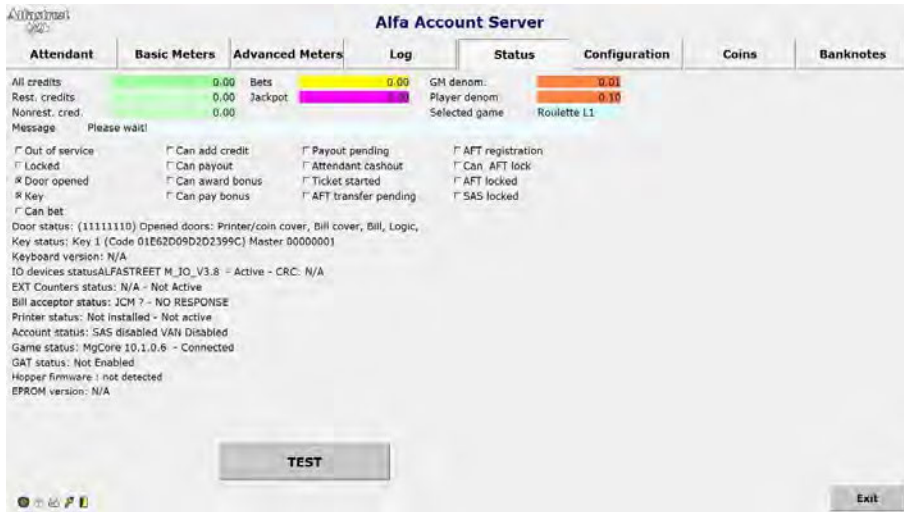 Alfastreet
Alfa Account Server
Attendant Basic Meters Advanced Meters Log Status Configuration Coins Banknotes
All credits 0.00 Bets 0.00 GM denom. 0.01
Rest. credits 0.00 Jackpot 0.00 Player denom 0.10
Nonrest. cred. 0.00 Selected game Roulette L1
Message Please wait!
Out of service Can add credit Payout pending AFT registration
Locked Can payout Attendant cashout Can AFT lock
Door opened Can award bonus Ticket started AFT locked
Key Can pay bonus AFT transfer pending SAS locked
Can bet
Door status: (11111110) Opened doors: Printer/coin cover, Bill cover, Bill, Logic,
Key status: Key 1 (Code 01E62D09D2D2399C) Master 00000001
Keyboard version: N/A
IO devices statusALFASTREET M_IO_V3.8 - Active - CRC: N/A
EXT Counters status: N/A - Not Active
Bill acceptor status: JCM ? - NO RESPONSE
Printer status: Not installed - Not active
Account status: SAS disabled VAN Disabled
Game status: MgCore 10.1.0.6 - Connected
GAT status: Not Enabled
Hopper firmware : not detected
EPROM version: N/A
TEST
Exit